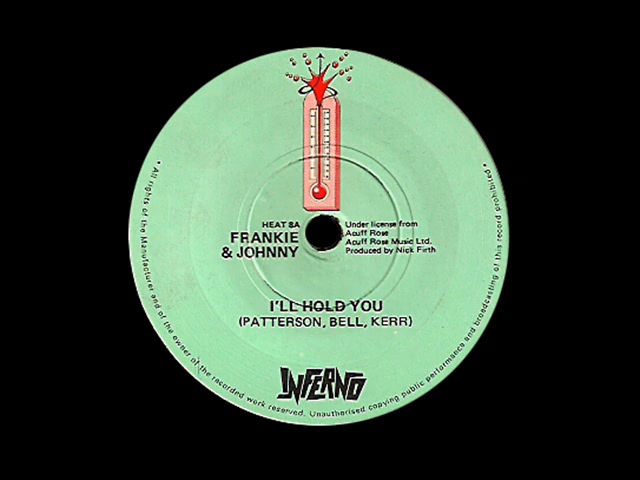 HEAT 8A
FRANKIE
& JOHNNY
Under license from
Acuff Rose
Acuff Rose Music Ltd.
Produced by Nick Firth
I'LL HOLD YOU
(PATTERSON, BELL, KERR)
INFERNO
• All rights of the Manufacturer and of the owner of the recorded work reserved. Unauthorised copying public performance and broadcasting of this record prohibited •